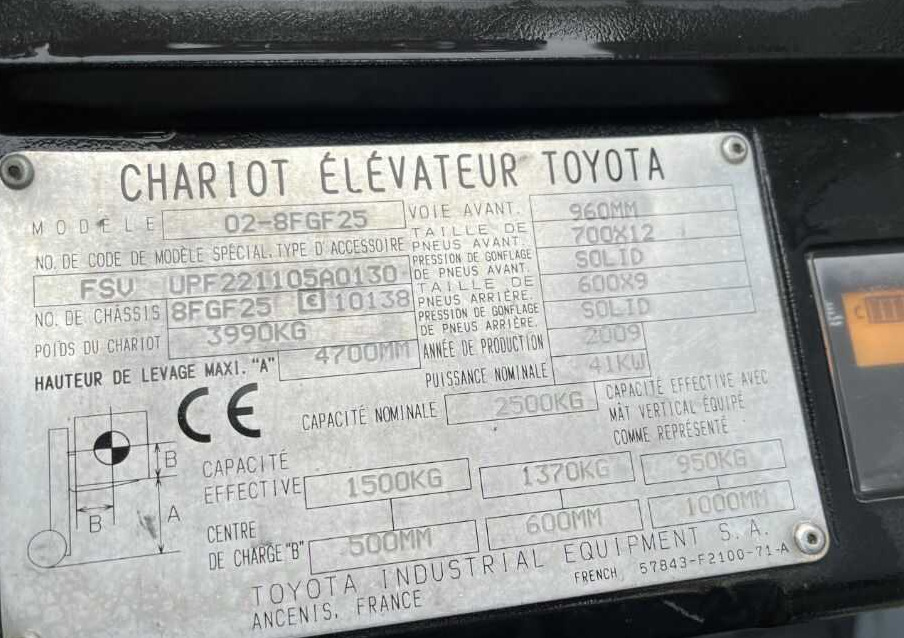 CHARIOT ÉLÉVATEUR TOYOTA
MODÈLE 02-8FGF25
NO. DE CODE DE MODÈLE SPÉCIAL. TYPE D'ACCESSOIRE
FSV UPF221105A0130
NO. DE CHASSIS 8FGF25 € 10138
POIDS DU CHARIOT 3990KG
HAUTEUR DE LEVAGE MAXI. "A" 4700MM
VOIE AVANT. 960MM
TAILLE DE PNEUS AVANT. 700X12
PRESSION DE GONFLAGE DE PNEUS AVANT. SOLID
TAILLE DE PNEUS ARRIÈRE. 600X9
PRESSION DE GONFLAGE DE PNEUS ARRIÈRE. SOLID
ANNÉE DE PRODUCTION 2009
PUISSANCE NOMINALE 41KW
CE
CAPACITÉ NOMINALE 2500KG
CAPACITÉ EFFECTIVE AVEC
MÂT VERTICAL ÉQUIPÉ
COMME REPRÉSENTÉ
B
A
B
CAPACITÉ
EFFECTIVE 1500KG 1370KG 950KG
CENTRE
DE CHARGE "B" 500MM 600MM 1000MM
TOYOTA INDUSTRIAL EQUIPMENT S.A.
ANCENIS, FRANCE
FRENCH 57843-F2100-71-A